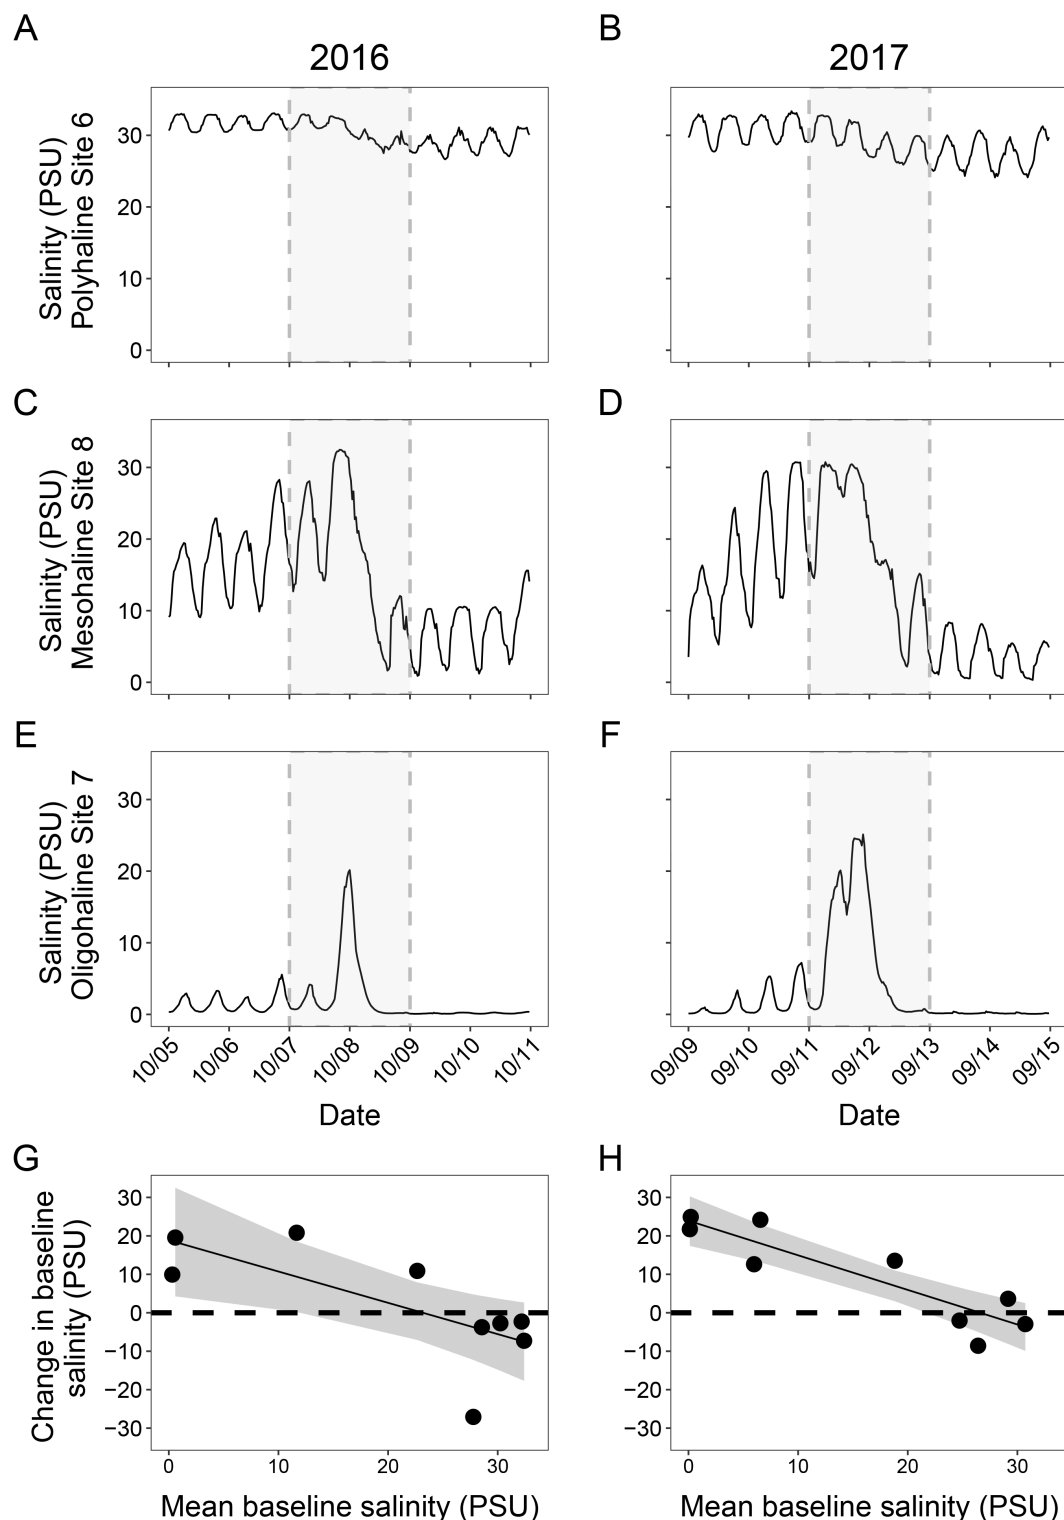 A
B
2016
2017
Salinity (PSU)
Polyhaline Site 6
30
20
10
0
C
D
Salinity (PSU)
Mesohaline Site 8
30
20
10
0
E
F
Salinity (PSU)
Oligohaline Site 7
30
20
10
0
10/05 10/06 10/07 10/08 10/09 10/10 10/11
09/09 09/10 09/11 09/12 09/13 09/14 09/15
Date
Date
G
H
Change in baseline
salinity (PSU)
30
20
10
0
−10
−20
−30
30
20
10
0
−10
−20
−30
0 10 20 30
0 10 20 30
Mean baseline salinity (PSU)
Mean baseline salinity (PSU)